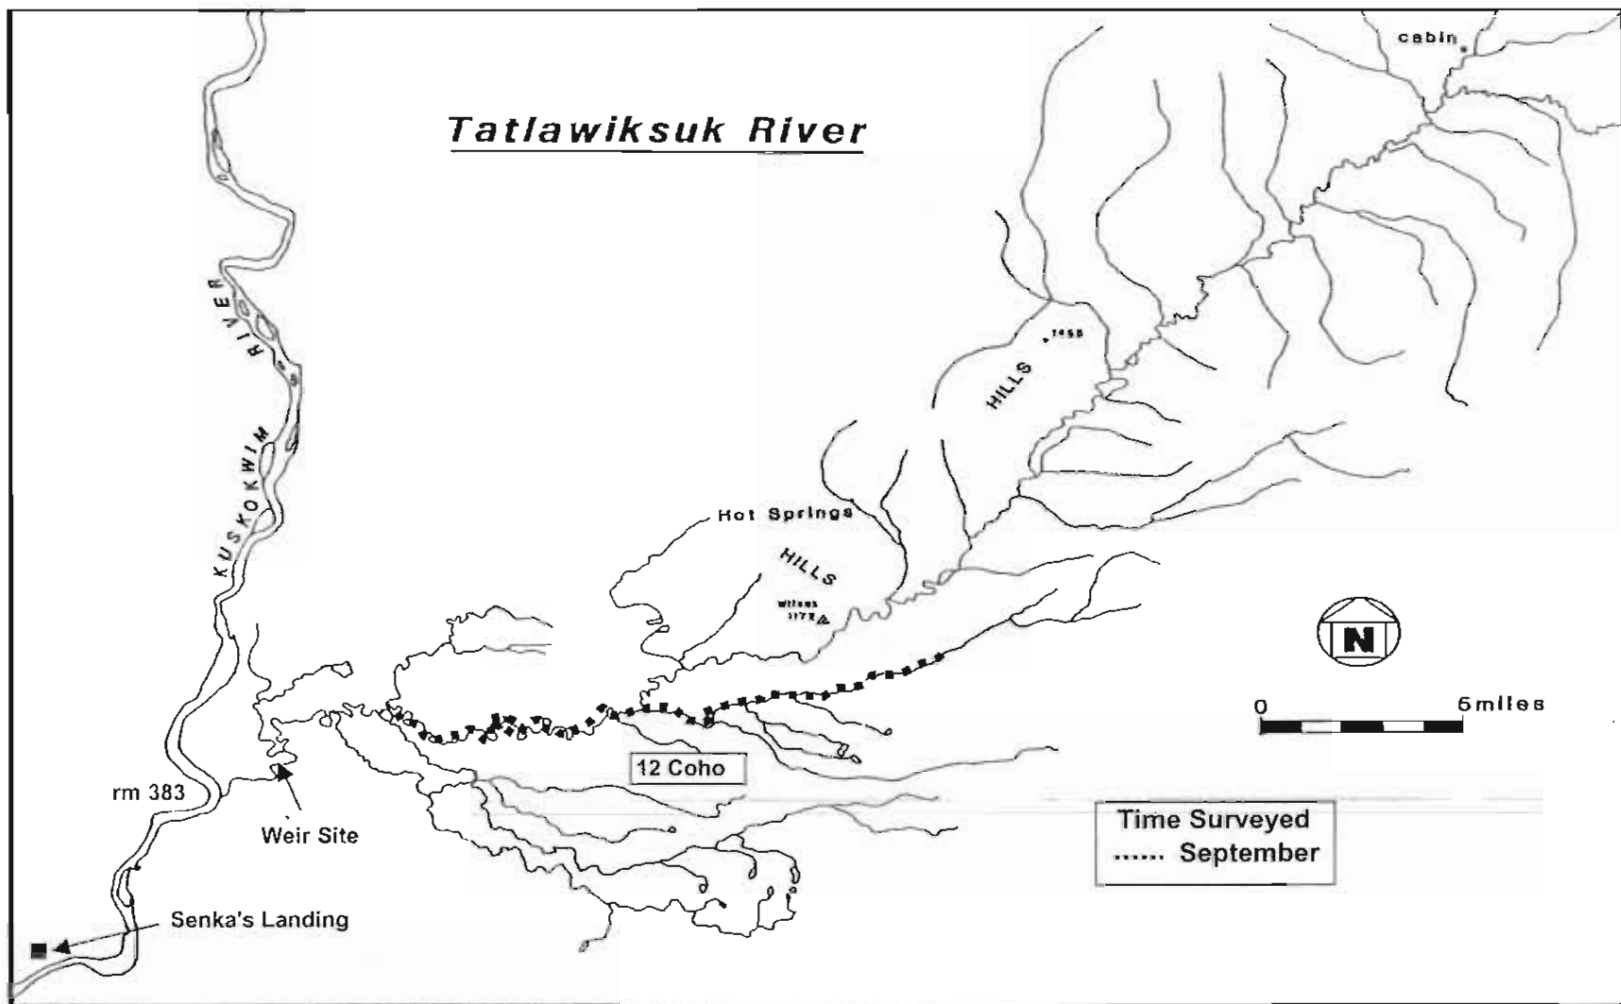 cabin
Tatlawiksuk River
KUSKOKWIM RIVER
HILLS
Hot Springs
HILLS
N
0 5miles
12 Coho
rm 383
Weir Site
Time Surveyed
...... September
Senka's Landing